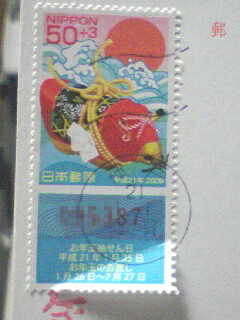 NIPPON
50+3
郵
日本郵便 平成21年 2009
21
お年玉抽せん日
平成21年1月25日
お年玉のお渡し
1月26日~7月27日